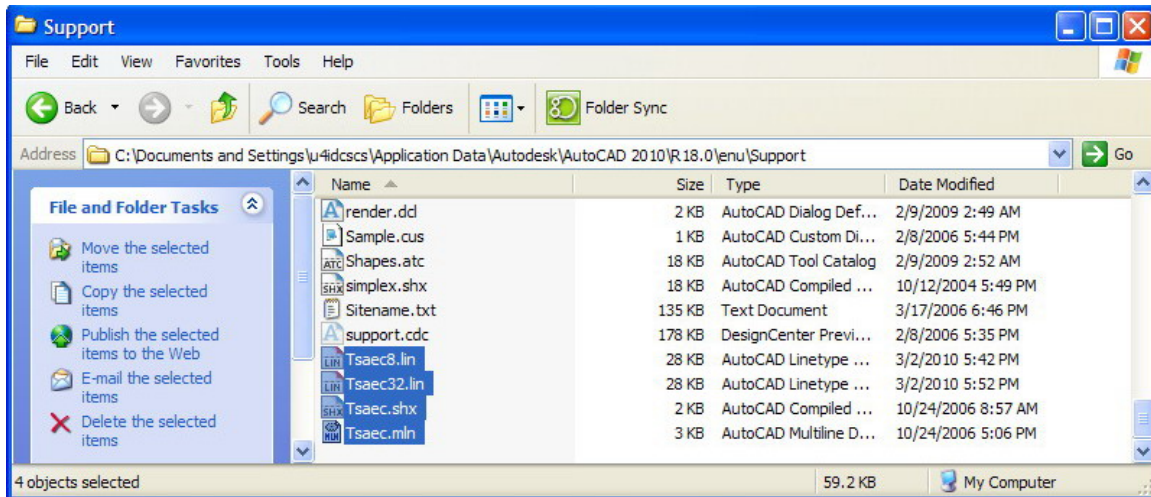 Support
File Edit View Favorites Tools Help
Back Search Folders Folder Sync
Address C:\Documents and Settings\u4idcscs\Application Data\Autodesk\AutoCAD 2010\R18.0\enu\Support Go
File and Folder Tasks
Move the selected
items
Copy the selected
items
Publish the selected
items to the Web
E-mail the selected
items
Delete the selected
items
Name Size Type Date Modified
render.dcl 2 KB AutoCAD Dialog Def... 2/9/2009 2:49 AM
Sample.cus 1 KB AutoCAD Custom Di... 2/8/2006 5:44 PM
ATC Shapes.atc 18 KB AutoCAD Tool Catalog 2/9/2009 2:52 AM
SHX simplex.shx 18 KB AutoCAD Compiled ... 10/12/2004 5:49 PM
Sitename.txt 135 KB Text Document 3/17/2006 6:46 PM
support.cdc 178 KB DesignCenter Previ... 2/8/2006 5:35 PM
LIN Tsaec8.lin 28 KB AutoCAD Linetype ... 3/2/2010 5:42 PM
LIN Tsaec32.lin 28 KB AutoCAD Linetype ... 3/2/2010 5:52 PM
SHX Tsaec.shx 2 KB AutoCAD Compiled ... 10/24/2006 8:57 AM
MLN Tsaec.mln 3 KB AutoCAD Multiline D... 10/24/2006 5:06 PM
4 objects selected 59.2 KB My Computer